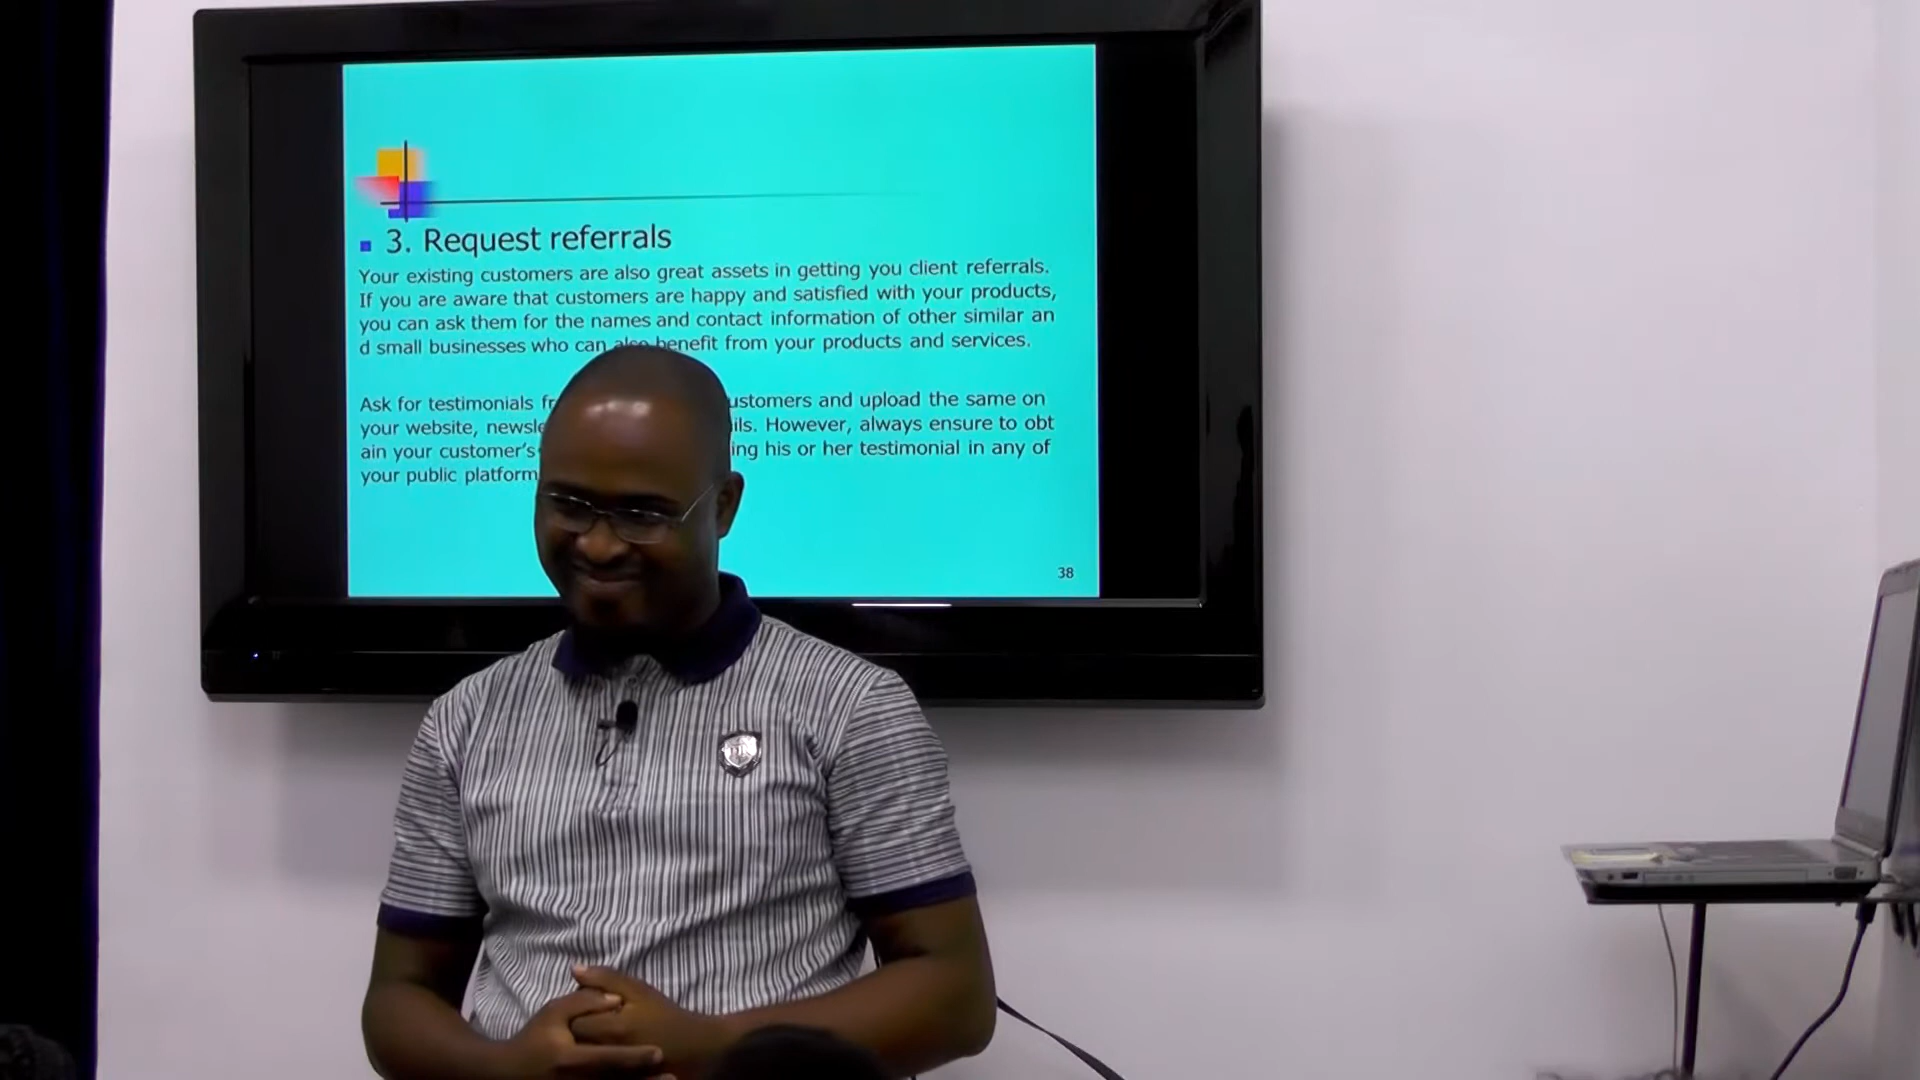 3. Request referrals
Your existing customers are also great assets in getting you client referrals.
If you are aware that customers are happy and satisfied with your products,
you can ask them for the names and contact information of other similar an
d small businesses who can also benefit from your products and services.
Ask for testimonials customers and upload the same on
your website, However, always ensure to obt
ain your customer's his or her testimonial in any of
your public platform
38